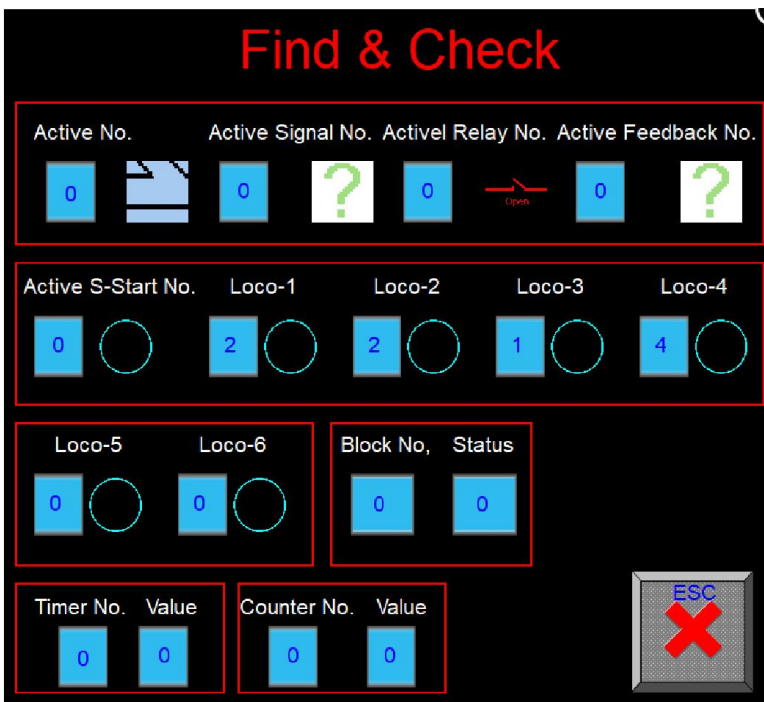 Find & Check
Active No. Active Signal No. Activel Relay No. Active Feedback No.
0 0 0 Open 0
Active S-Start No. Loco-1 Loco-2 Loco-3 Loco-4
0 2 2 1 4
Loco-5 Loco-6 Block No, Status
0 0 0 0
Timer No. Value Counter No. Value
0 0 0 0
ESC